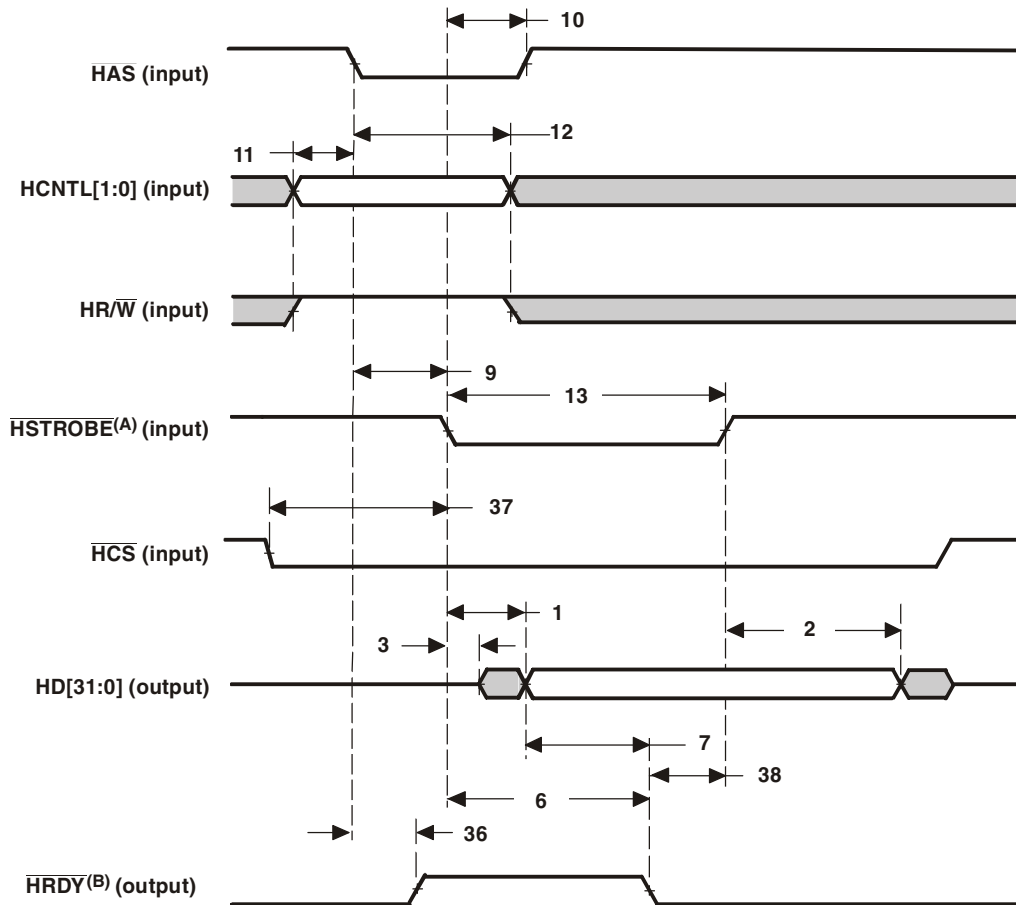 10
HAS (input)
12
11
HCNTL[1:0] (input)
HR/W (input)
9
13
HSTROBE(A) (input)
37
HCS (input)
1
2
3
HD[31:0] (output)
7
38
6
36
HRDY(B) (output)